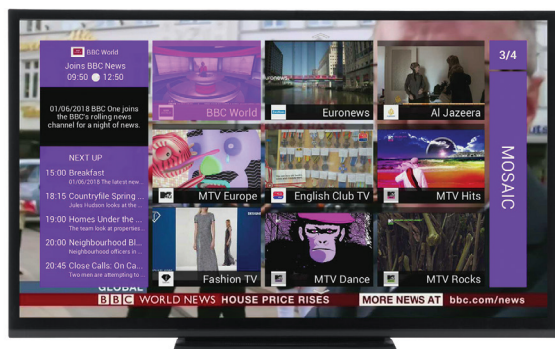 BBC World
Joins BBC News
09:50 12:50
01/06/2018 BBC One joins
the BBC's rolling news
channel for a night of news.
NEXT UP
15:00 Breakfast
01/06/2018 The latest new...
18:15 Countryfile Spring ...
Jules Hudson looks at the ...
19:00 Homes Under the ...
The team look at properties...
20:00 Neighbourhood Bl...
Neighbourhood officers in ...
20:45 Close Calls: On Ca...
Two men are attempting to ...
BBC World
euronews
Euronews
Al Jazeera
MTV Europe
English Club TV
MTV Hits
Fashion TV
MTV Dance
MTV Rocks
3/4
MOSAIC
GLOBAL
BBC WORLD NEWS HOUSE PRICE RISES MORE NEWS AT bbc.com/news